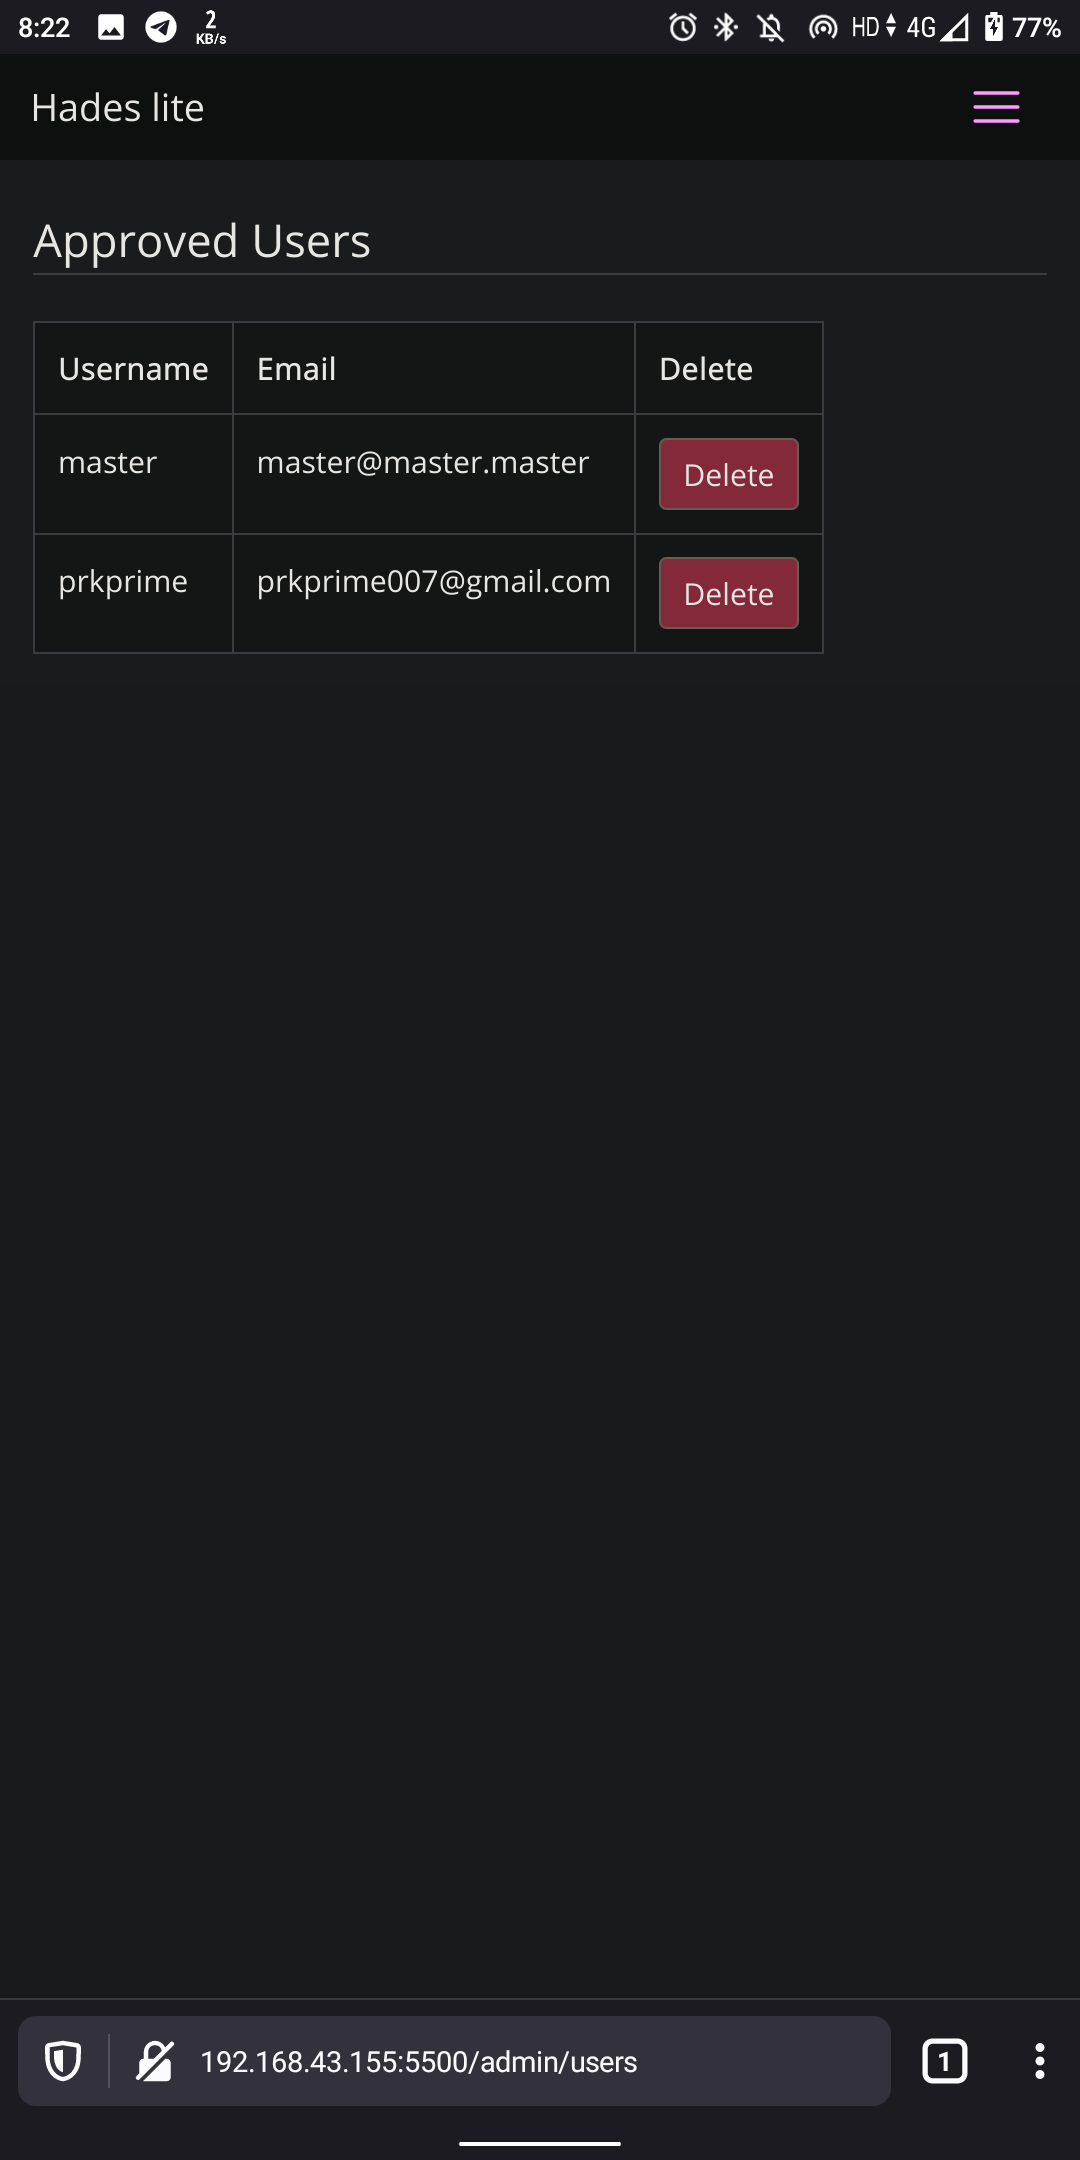 8:22 2 KB/s HD 4G 77%
Hades lite
Approved Users
Username Email Delete
master master@master.master Delete
prkprime prkprime007@gmail.com Delete
192.168.43.155:5500/admin/users 1